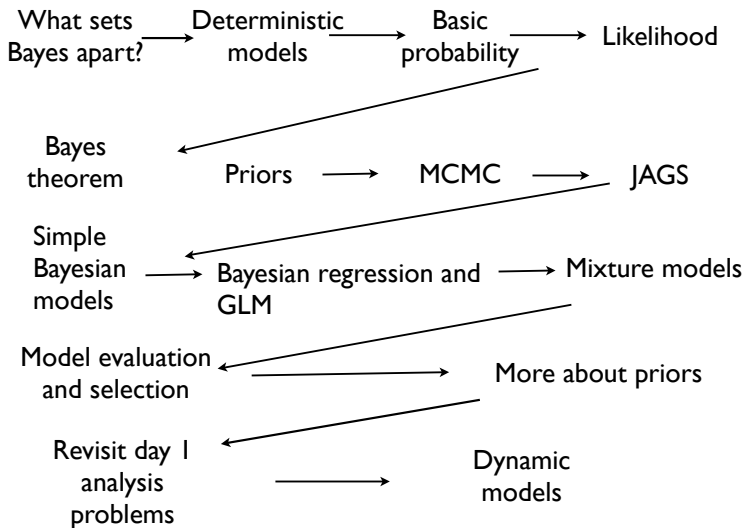 What sets
Bayes apart?
Deterministic
models
Basic
probability
Likelihood
Bayes
theorem
Priors
MCMC
JAGS
Simple
Bayesian
models
Bayesian regression and
GLM
Mixture models
Model evaluation
and selection
More about priors
Revisit day 1
analysis
problems
Dynamic
models